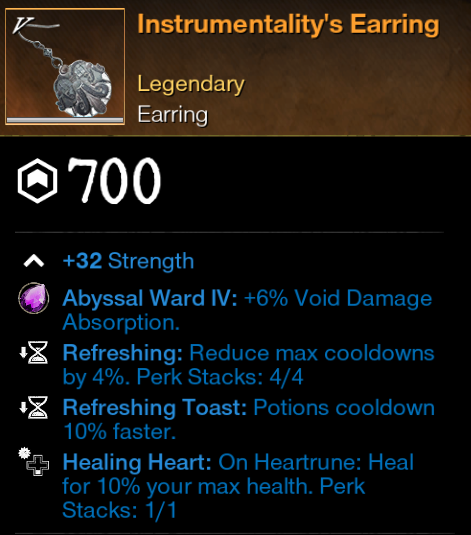 Instrumentality's Earring
Legendary
Earring
V
700
+32 Strength
Abyssal Ward IV: +6% Void Damage
Absorption.
Refreshing: Reduce max cooldowns
by 4%. Perk Stacks: 4/4
Refreshing Toast: Potions cooldown
10% faster.
Healing Heart: On Heartrune: Heal
for 10% your max health. Perk
Stacks: 1/1